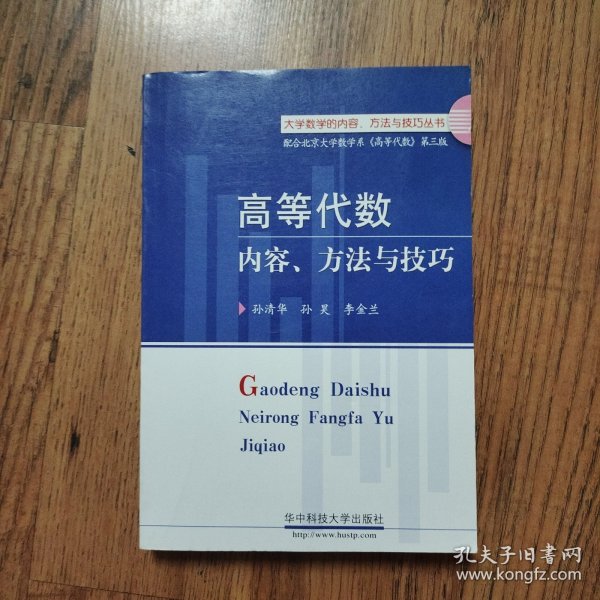 大学数学的内容、方法与技巧丛书
配合北京大学数学系《高等代数》第三版
高等代数
内容、方法与技巧
孙清华 孙昊 李金兰
Gaodeng Daishu
Neirong Fangfa Yu
Jiqiao
华中科技大学出版社
http://www.hustp.com
孔夫子旧书网
www.kongfz.com